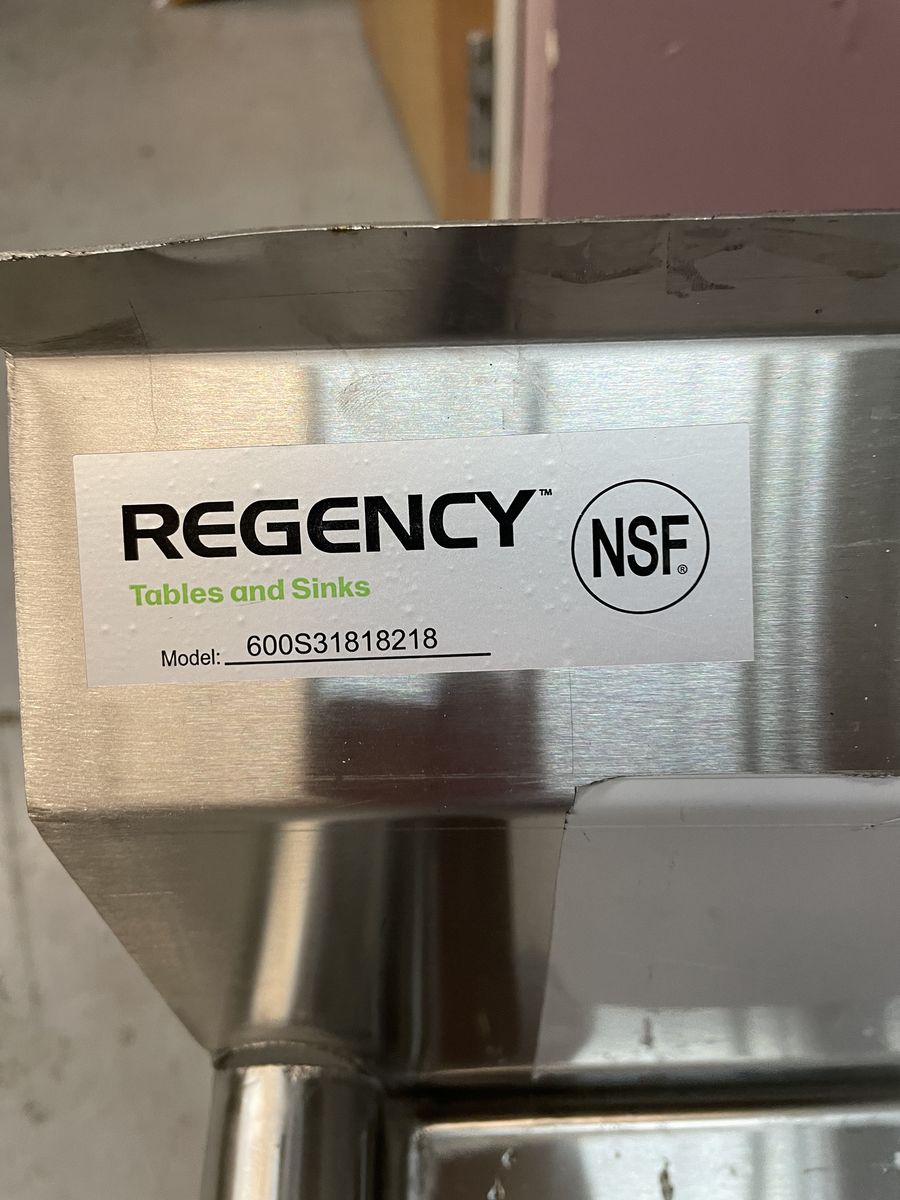 REGENCY™
NSF®
Tables and Sinks
Model: 600S31818218